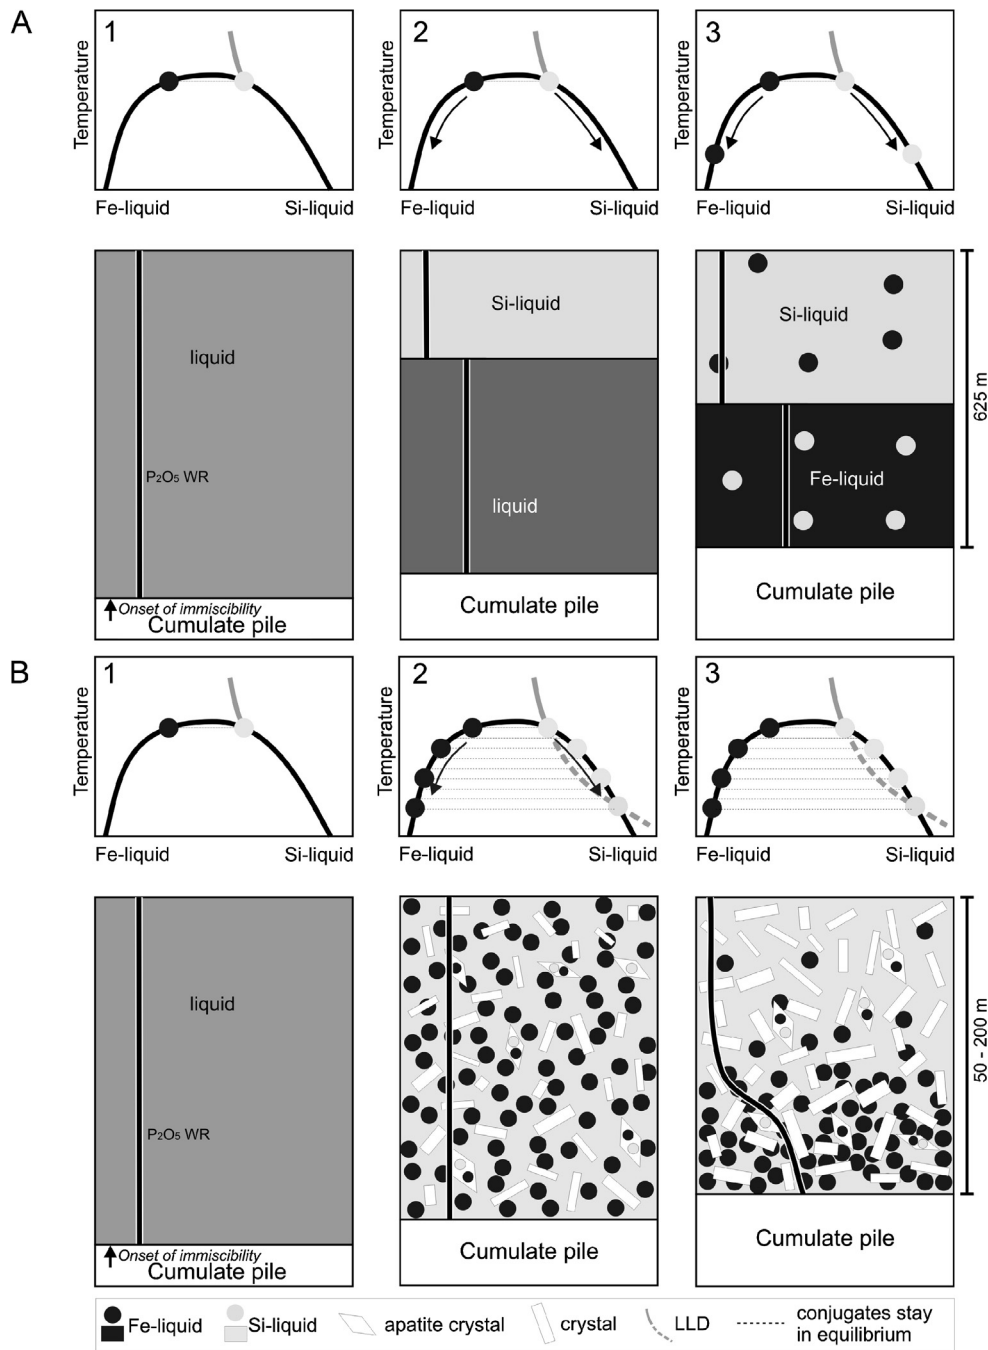 A
1
2
3
Temperature
Temperature
Temperature
Fe-liquid Si-liquid
Fe-liquid Si-liquid
Fe-liquid Si-liquid
liquid
P2O5 WR
Onset of immiscibility
Cumulate pile
Si-liquid
liquid
Cumulate pile
Si-liquid
Fe-liquid
Cumulate pile
625 m
B
1
2
3
Temperature
Temperature
Temperature
Fe-liquid Si-liquid
Fe-liquid Si-liquid
Fe-liquid Si-liquid
liquid
P2O5 WR
Onset of immiscibility
Cumulate pile
Cumulate pile
Cumulate pile
50 - 200 m
Fe-liquid
Si-liquid
apatite crystal
crystal
LLD
conjugates stay
in equilibrium